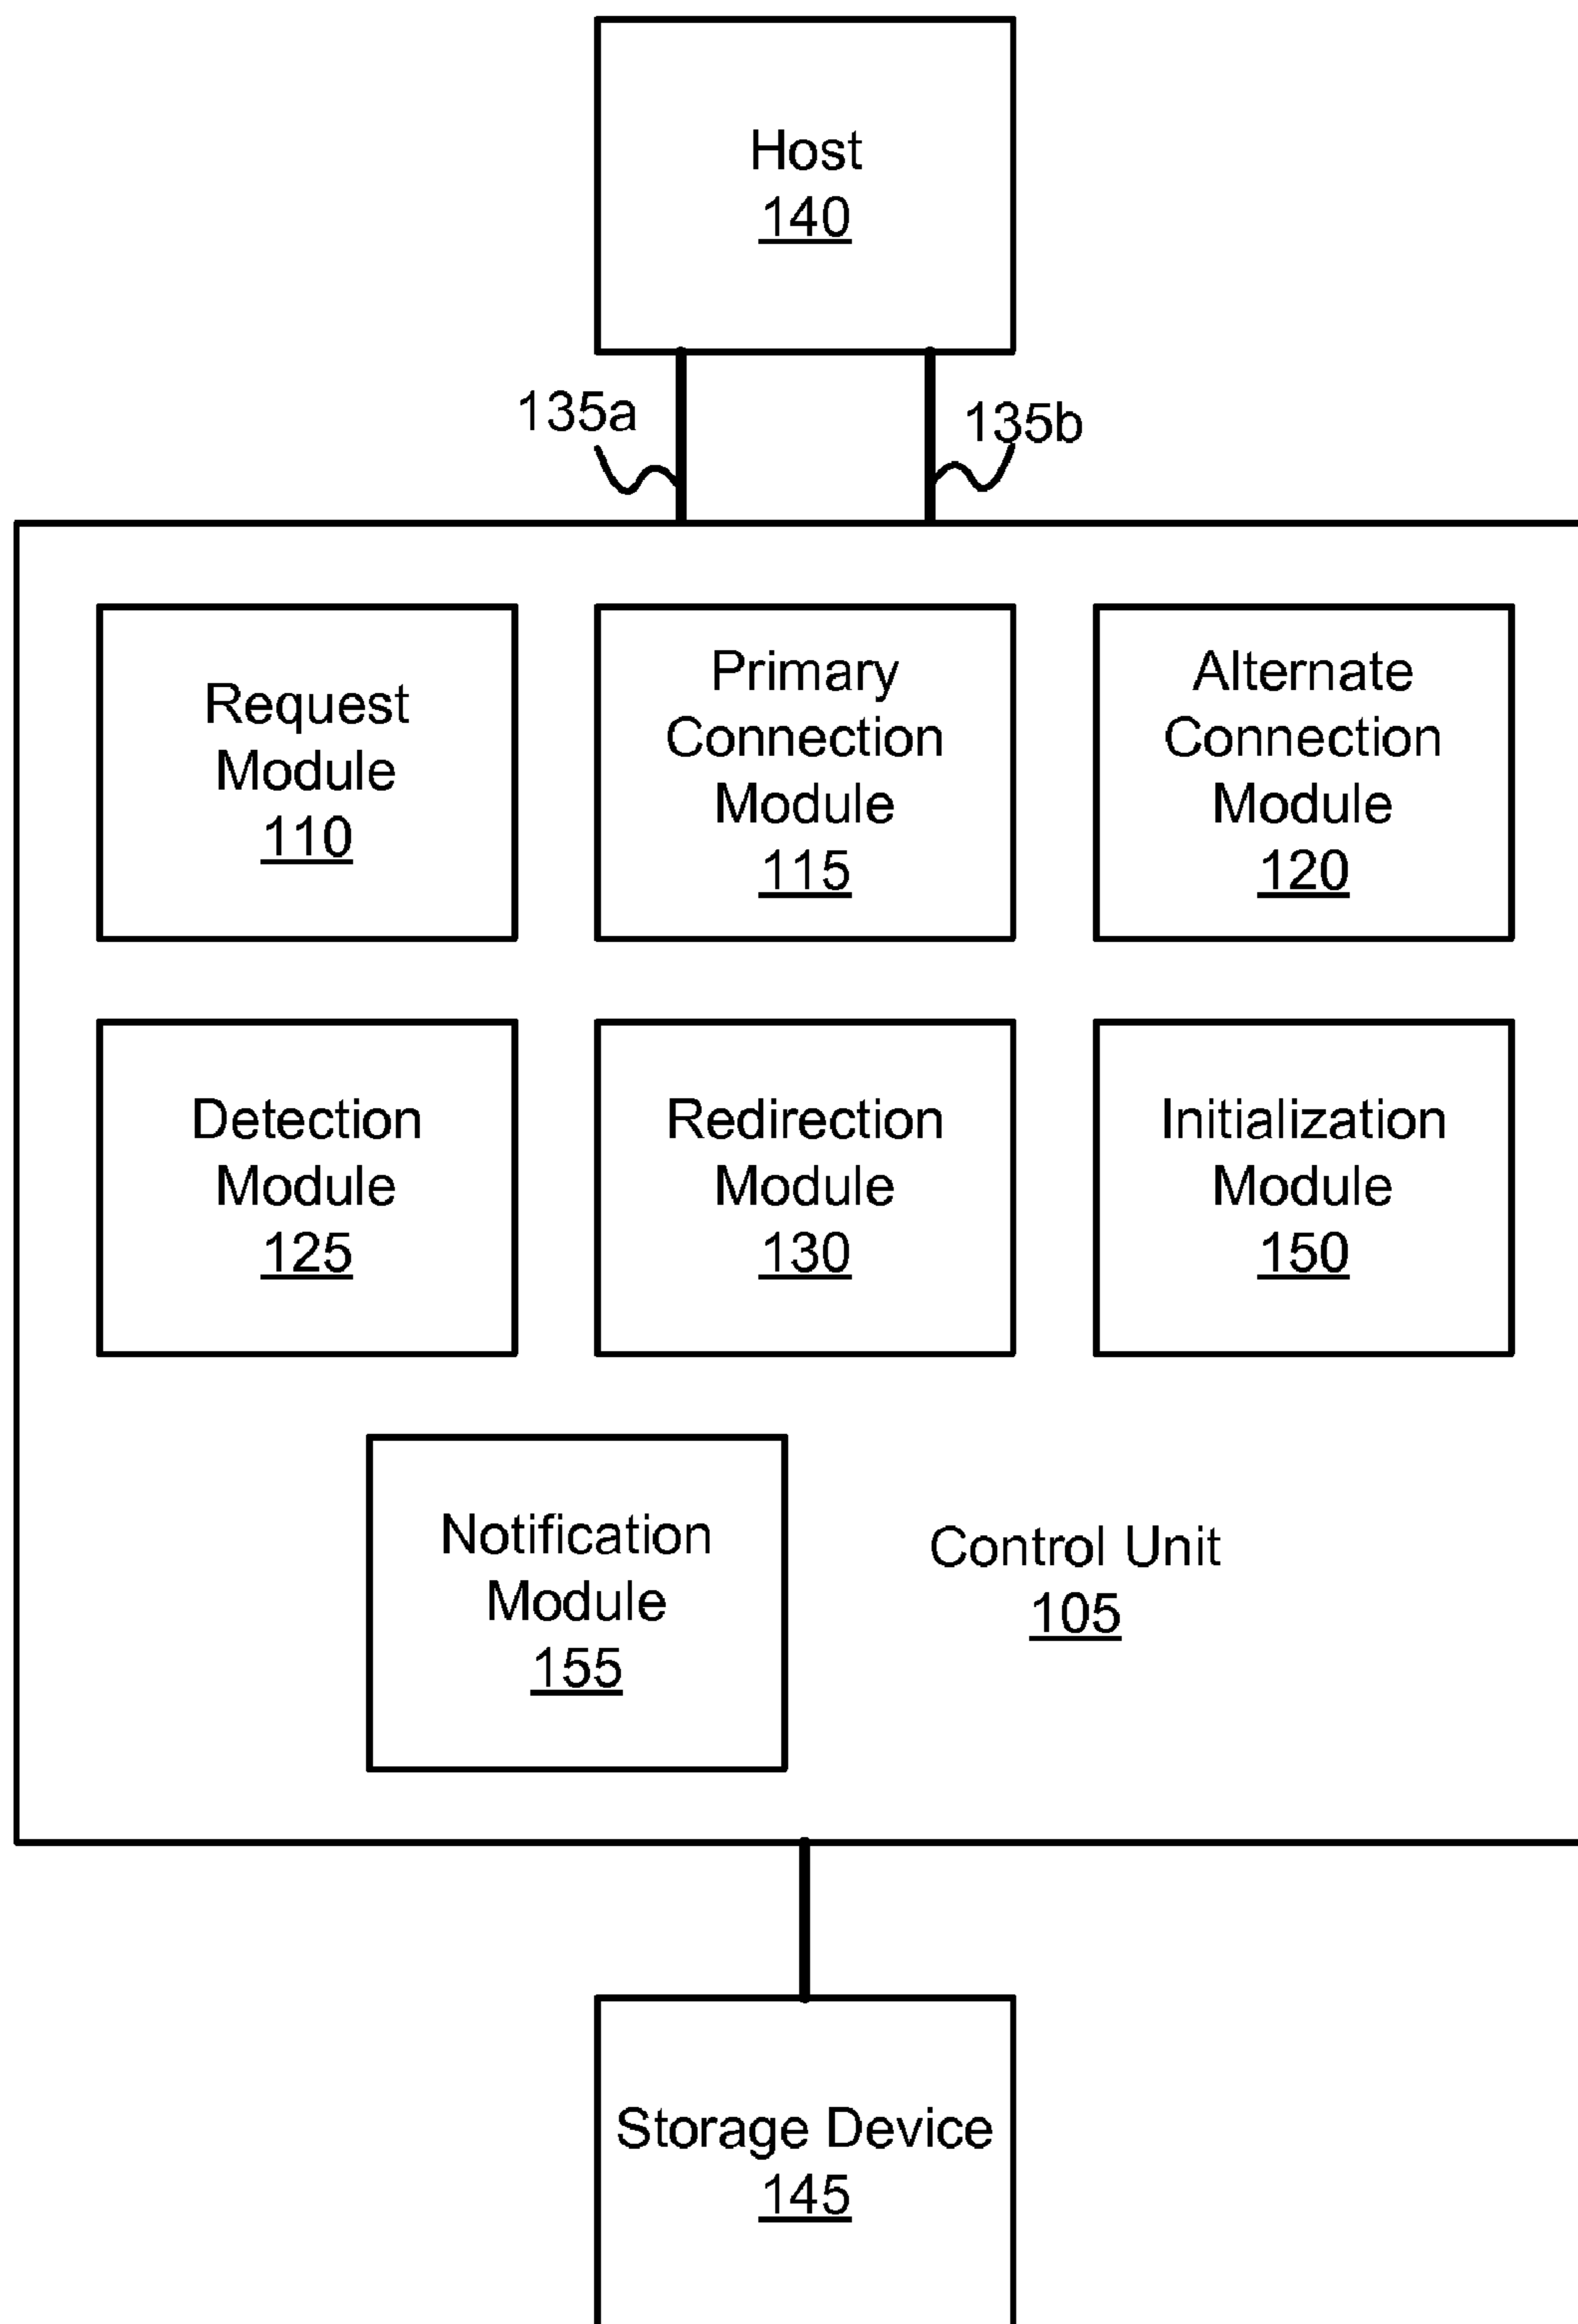 Host
140
135a
135b
Request
Module
110
Primary
Connection
Module
115
Alternate
Connection
Module
120
Detection
Module
125
Redirection
Module
130
Initialization
Module
150
Notification
Module
155
Control Unit
105
Storage Device
145